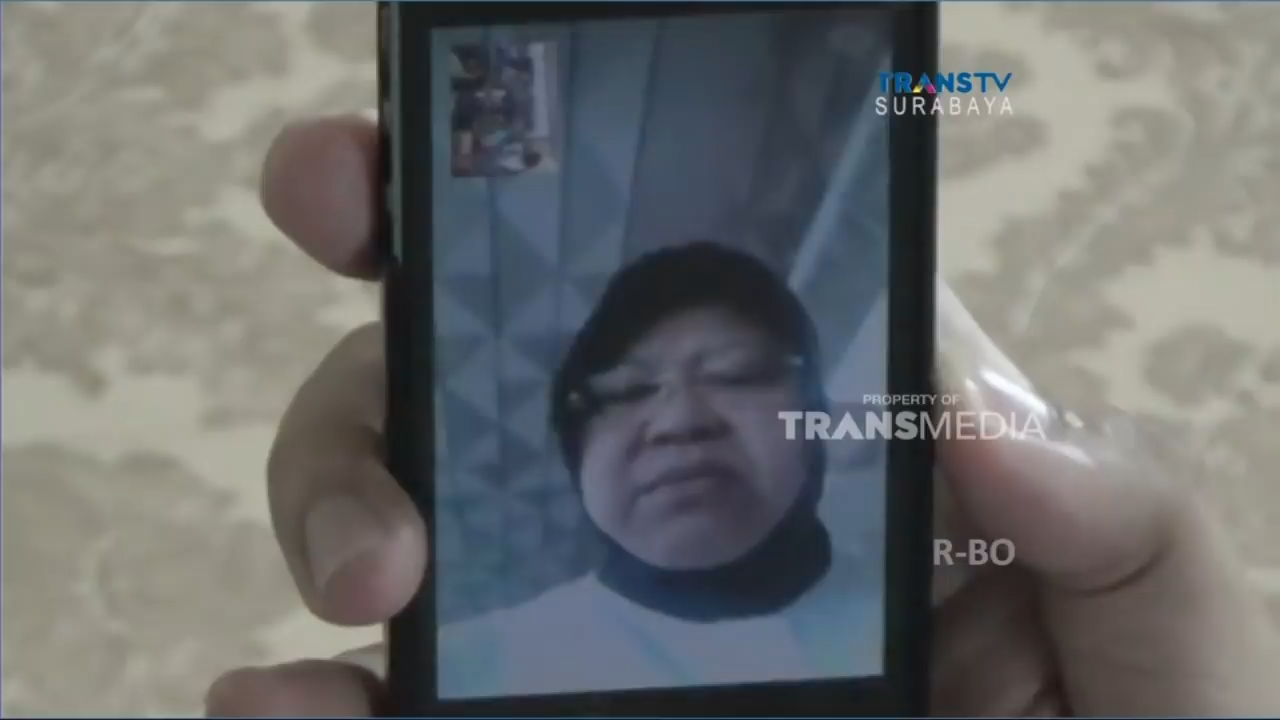 TRANSTV
SURABAYA
PROPERTY OF
TRANSMEDIA
R-BO